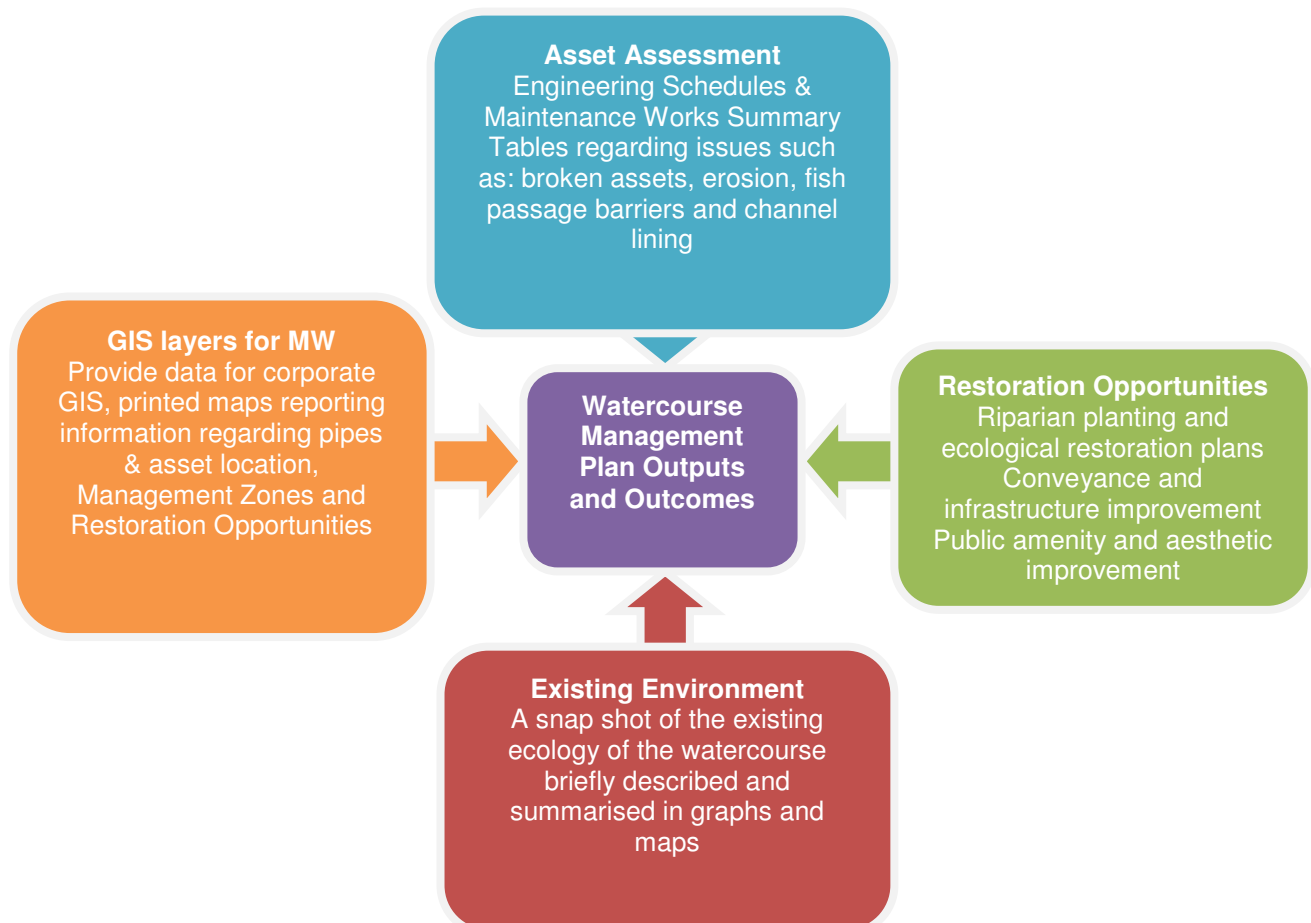 Asset Assessment
Engineering Schedules &
Maintenance Works Summary
Tables regarding issues such
as: broken assets, erosion, fish
passage barriers and channel
lining
GIS layers for MW
Provide data for corporate
GIS, printed maps reporting
information regarding pipes
& asset location,
Management Zones and
Restoration Opportunities
Watercourse
Management
Plan Outputs
and Outcomes
Restoration Opportunities
Riparian planting and
ecological restoration plans
Conveyance and
infrastructure improvement
Public amenity and aesthetic
improvement
Existing Environment
A snap shot of the existing
ecology of the watercourse
briefly described and
summarised in graphs and
maps